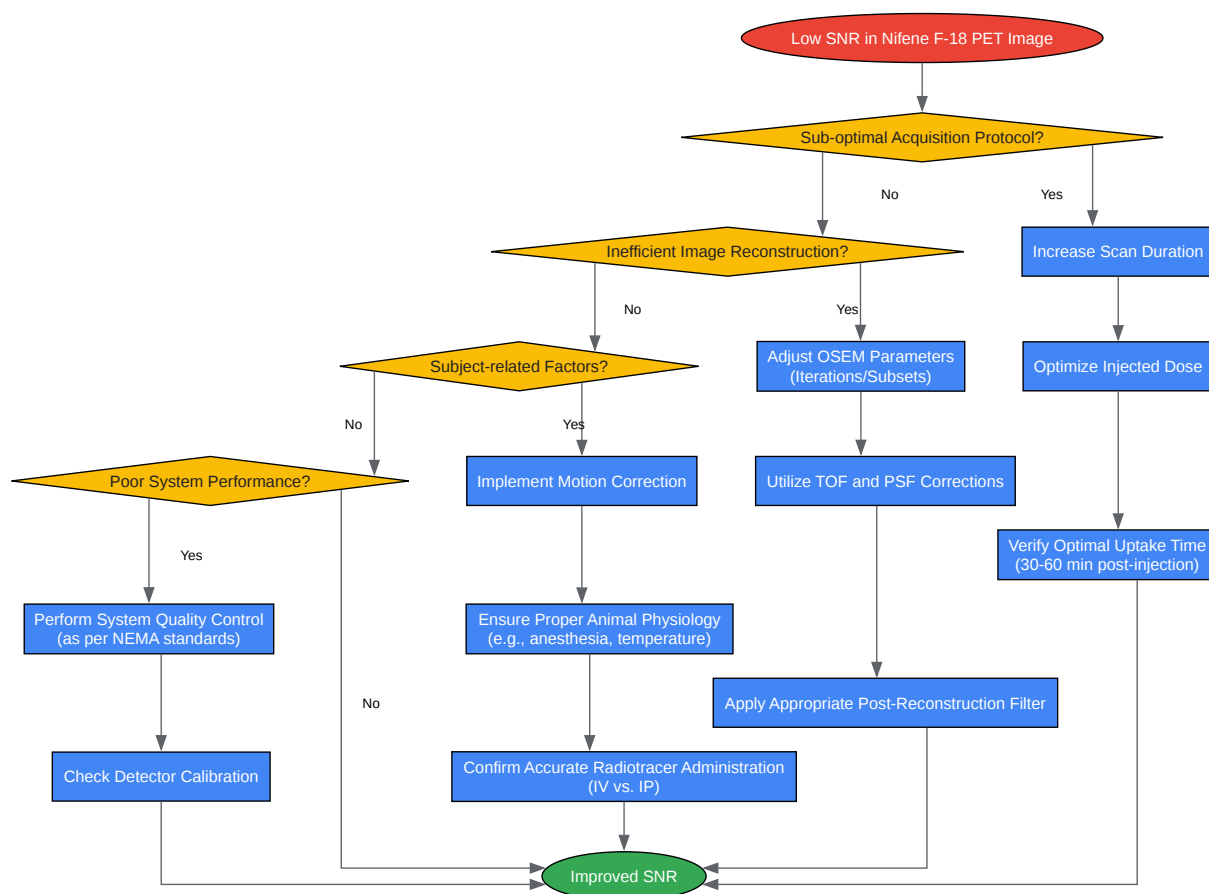 Low SNR in Nifene F-18 PET Image
Sub-optimal Acquisition Protocol?
No
Yes
Inefficient Image Reconstruction?
Increase Scan Duration
No
Yes
Subject-related Factors?
Adjust OSEM Parameters
(Iterations/Subsets)
Optimize Injected Dose
No
Yes
Poor System Performance?
Implement Motion Correction
Utilize TOF and PSF Corrections
Yes
Verify Optimal Uptake Time
(30-60 min post-injection)
Perform System Quality Control
(as per NEMA standards)
Ensure Proper Animal Physiology
(e.g., anesthesia, temperature)
No
Apply Appropriate Post-Reconstruction Filter
Check Detector Calibration
Confirm Accurate Radiotracer Administration
(IV vs. IP)
Improved SNR